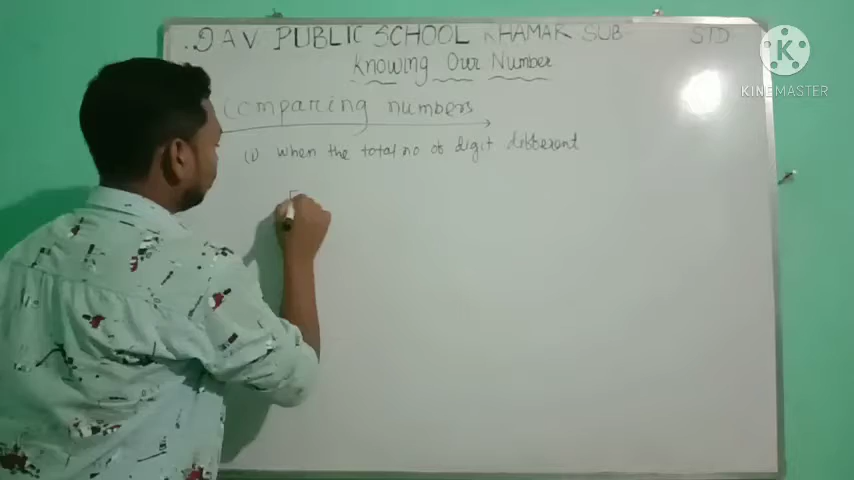 DAV PUBLIC SCHOOL KHAMAR SUB STD
Knowing Our Number
Comparing numbers
(i) When the total no of digit different
K
KINEMASTER